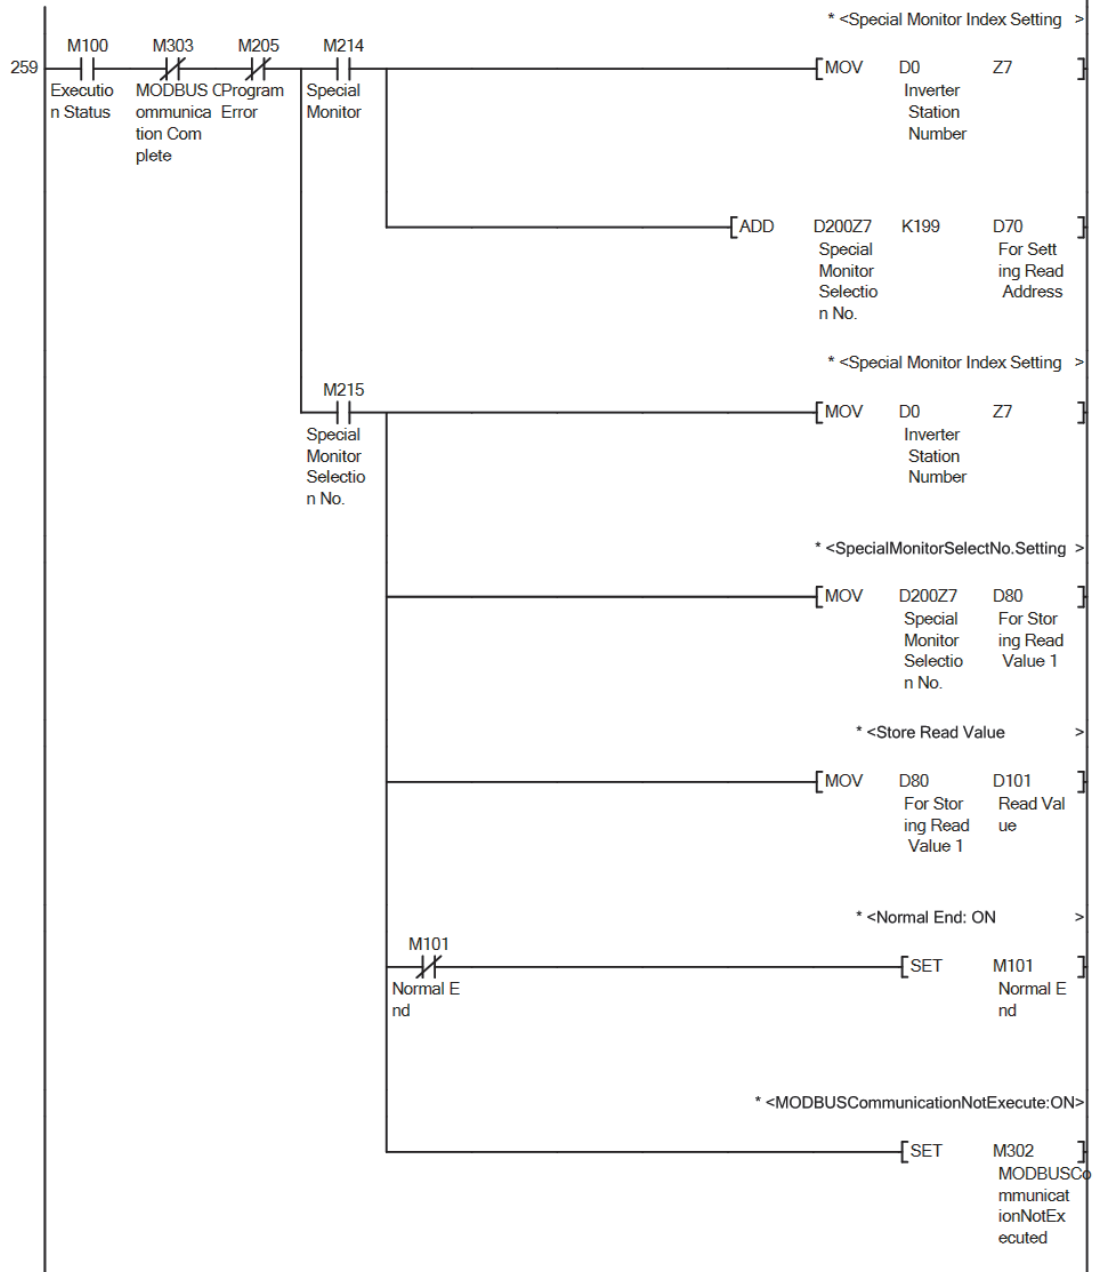 * <Special Monitor Index Setting >
M100 M303 M205 M214
259 [MOV D0 Z7 ]
Executio MODBUS C Program Special Inverter
n Status ommunica Error Monitor Station
tion Com Number
plete
[ADD D200Z7 K199 D70 ]
Special For Sett
Monitor ing Read
Selectio Address
n No.
* <Special Monitor Index Setting >
M215
[MOV D0 Z7 ]
Special Inverter
Monitor Station
Selectio Number
n No.
* <SpecialMonitorSelectNo.Setting >
[MOV D200Z7 D80 ]
Special For Stor
Monitor ing Read
Selectio Value 1
n No.
* <Store Read Value >
[MOV D80 D101 ]
For Stor Read Val
ing Read ue
Value 1
* <Normal End: ON >
M101
[SET M101 ]
Normal E Normal E
nd nd
* <MODBUSCommunicationNotExecute:ON>
[SET M302 ]
MODBUSCo
mmunicat
ionNotEx
ecuted